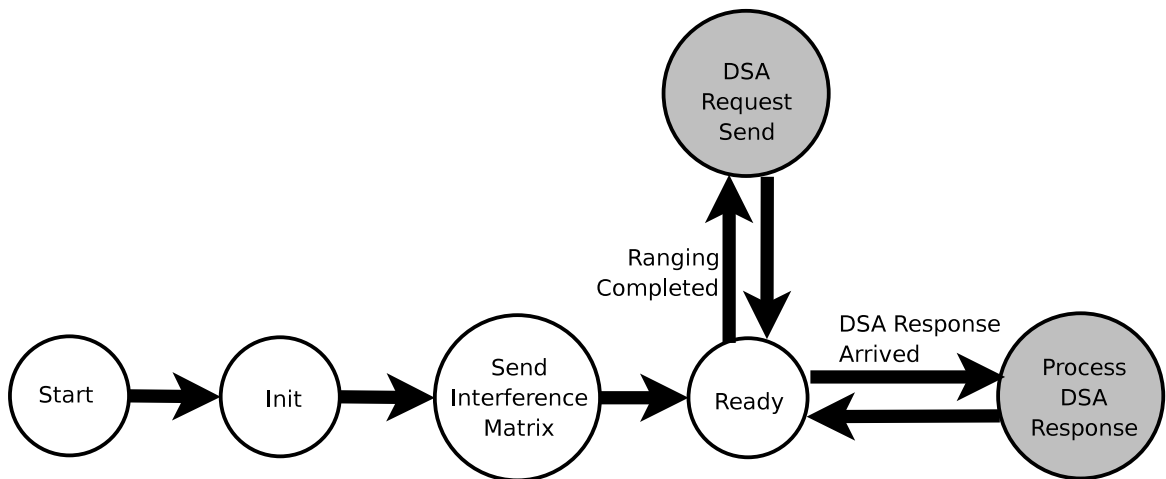 DSA
Request
Send
Ranging
Completed
DSA Response
Arrived
Start
Init
Send
Interference
Matrix
Ready
Process
DSA
Response